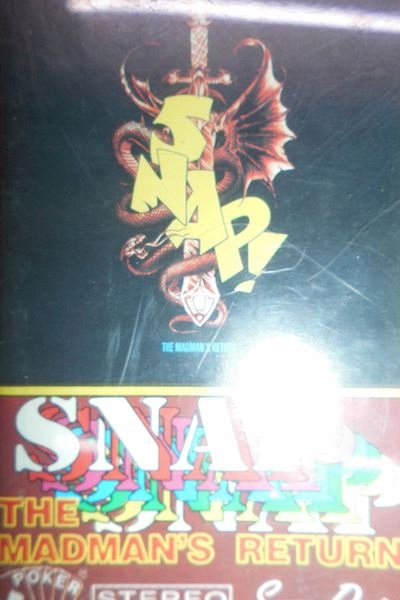 SNAP!
THE MADMAN'S RETURN
SNAP
THE
MADMAN'S RETURN
POKER
STEREO